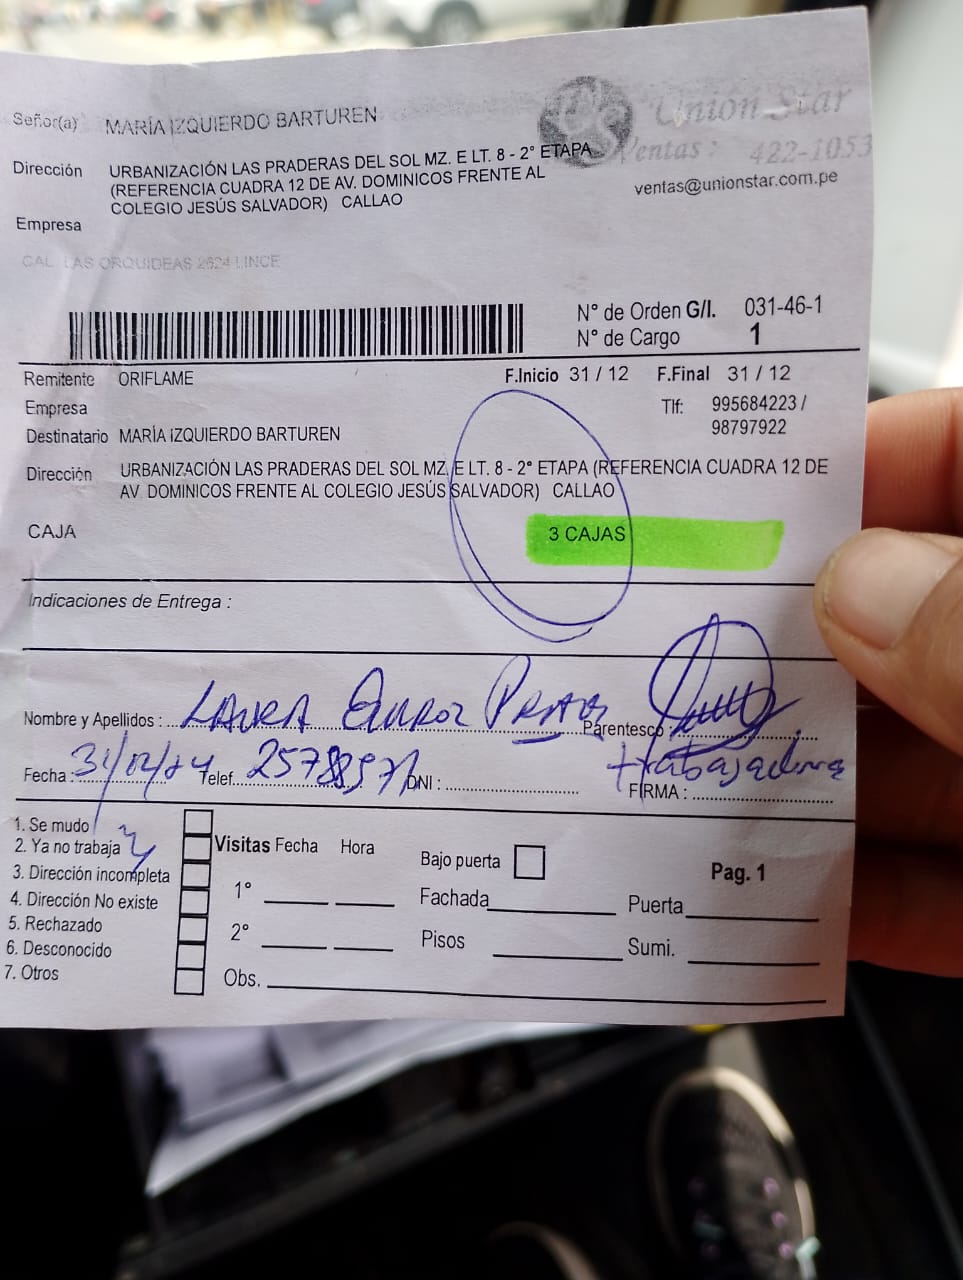 Unión Star
Ventas: 422-1053
ventas@unionstar.com.pe
Señor(a) MARÍA IZQUIERDO BARTUREN
Dirección URBANIZACIÓN LAS PRADERAS DEL SOL MZ. E LT. 8 - 2° ETAPA
(REFERENCIA CUADRA 12 DE AV. DOMINICOS FRENTE AL
COLEGIO JESÚS SALVADOR) CALLAO
Empresa
CAL. LAS ORQUIDEAS 2624 LINCE
N° de Orden G/I. 031-46-1
N° de Cargo 1
Remitente ORIFLAME F.Inicio 31 / 12 F.Final 31 / 12
Empresa Tlf: 995684223 /
98797922
Destinatario MARÍA IZQUIERDO BARTUREN
Dirección URBANIZACIÓN LAS PRADERAS DEL SOL MZ. E LT. 8 - 2° ETAPA (REFERENCIA CUADRA 12 DE
AV. DOMINICOS FRENTE AL COLEGIO JESÚS SALVADOR) CALLAO
CAJA 3 CAJAS
Indicaciones de Entrega :
Nombre y Apellidos : LAURA Parentesco :
trabajadora
Fecha : Telef. DNI : FIRMA :
1. Se mudo
2. Ya no trabaja
3. Dirección incompleta
4. Dirección No existe
5. Rechazado
6. Desconocido
7. Otros
Visitas Fecha Hora
1°
2°
Obs.
Bajo puerta
Fachada
Pisos
Pag. 1
Puerta
Sumi.